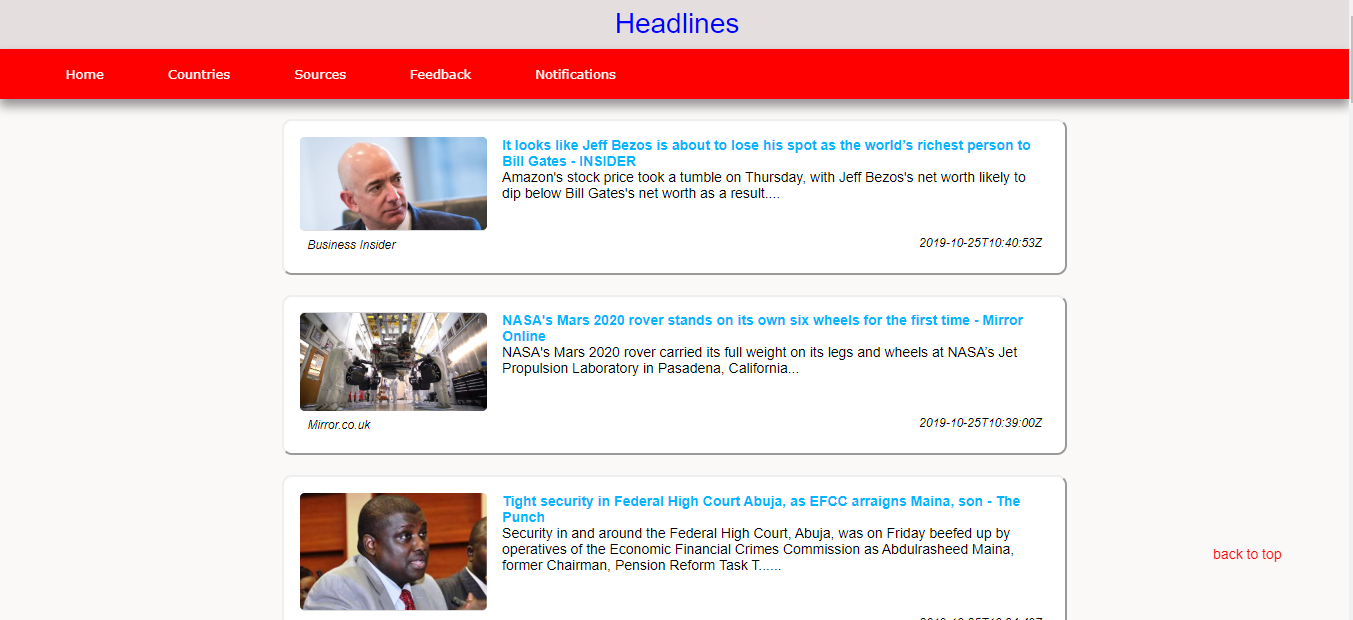 Headlines
Home Countries Sources Feedback Notifications
It looks like Jeff Bezos is about to lose his spot as the world’s richest person to
Bill Gates - INSIDER
Amazon's stock price took a tumble on Thursday, with Jeff Bezos's net worth likely to
dip below Bill Gates's net worth as a result....
Business Insider
2019-10-25T10:40:53Z
NASA's Mars 2020 rover stands on its own six wheels for the first time - Mirror
Online
NASA's Mars 2020 rover carried its full weight on its legs and wheels at NASA’s Jet
Propulsion Laboratory in Pasadena, California...
Mirror.co.uk
2019-10-25T10:39:00Z
Tight security in Federal High Court Abuja, as EFCC arraigns Maina, son - The
Punch
Security in and around the Federal High Court, Abuja, was on Friday beefed up by
operatives of the Economic Financial Crimes Commission as Abdulrasheed Maina,
former Chairman, Pension Reform Task T......
back to top